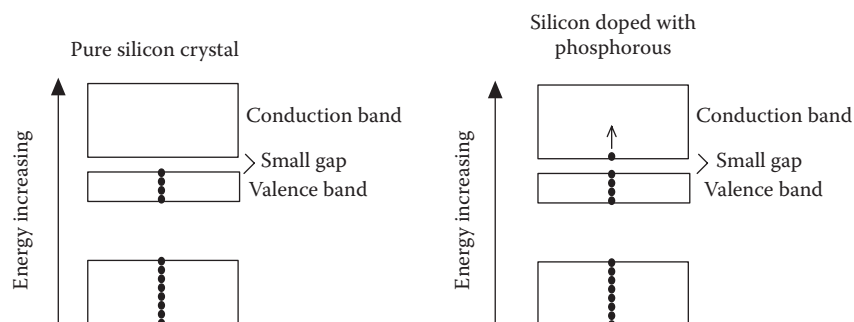 Pure silicon crystal
Energy increasing
Conduction band
Small gap
Valence band
Silicon doped with
phosphorous
Energy increasing
Conduction band
Small gap
Valence band